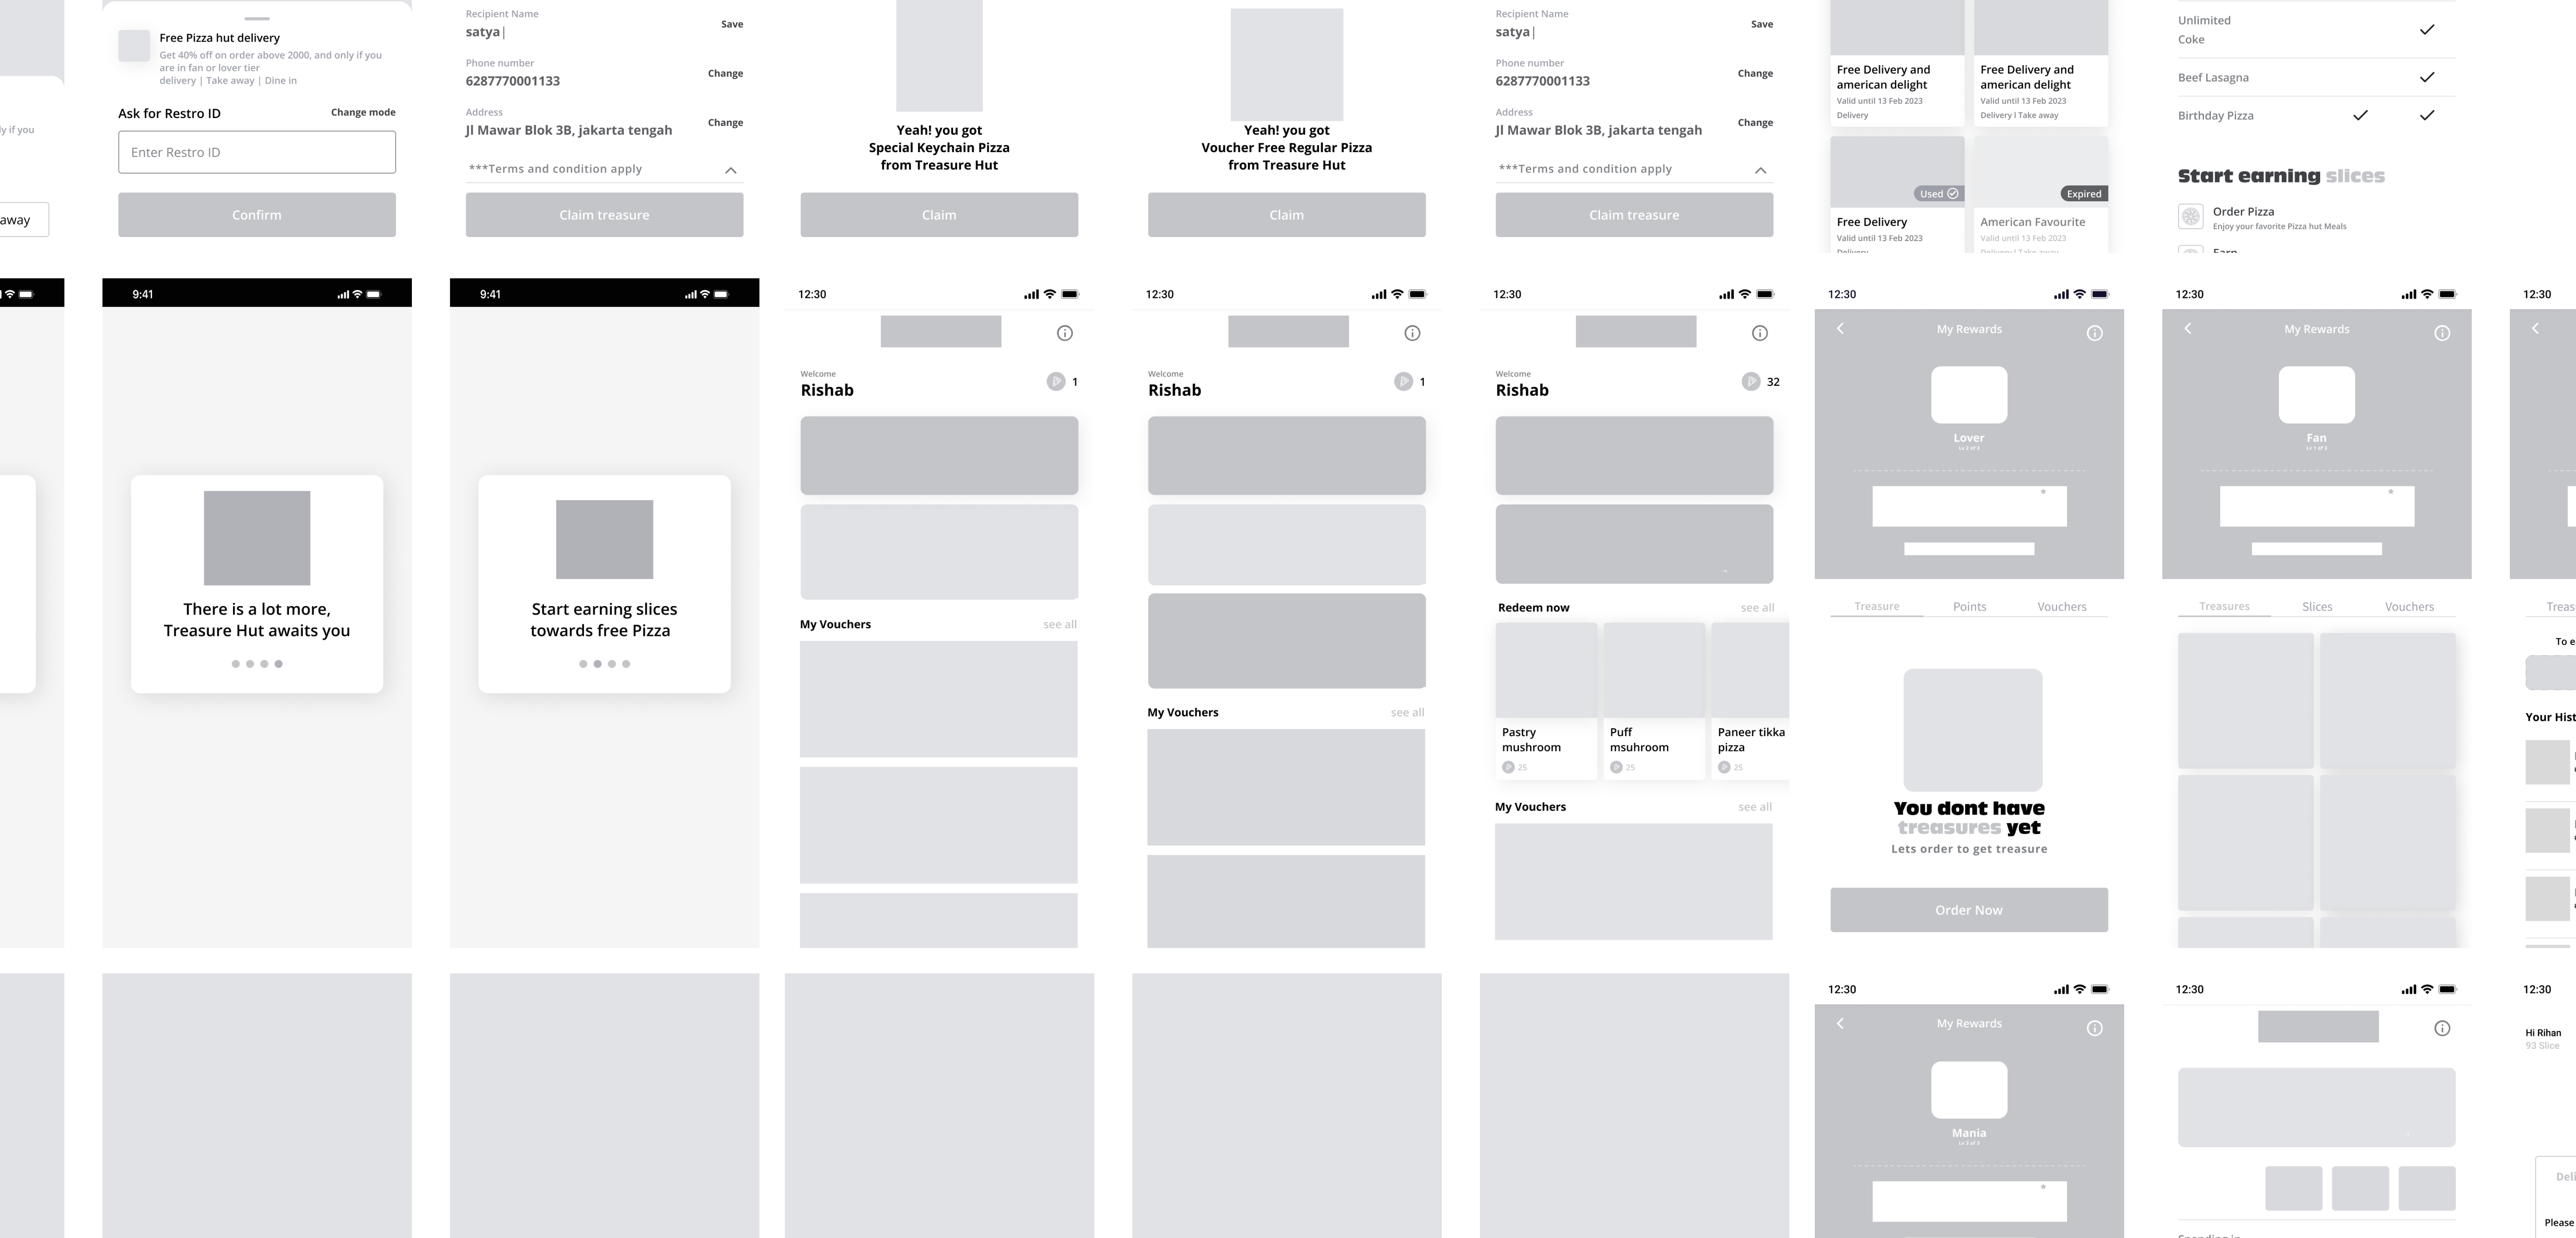 ly if you
away
Free Pizza hut delivery
Get 40% off on order above 2000, and only if you
are in fan or lover tier
delivery | Take away | Dine in
Ask for Restro ID
Change mode
Enter Restro ID
Confirm
Recipient Name
satya
Save
Phone number
6287770001133
Change
Address
Jl Mawar Blok 3B, jakarta tengah
Change
***Terms and condition apply
Claim treasure
Yeah! you got
Special Keychain Pizza
from Treasure Hut
Claim
Yeah! you got
Voucher Free Regular Pizza
from Treasure Hut
Claim
Recipient Name
satya
Save
Phone number
6287770001133
Change
Address
Jl Mawar Blok 3B, jakarta tengah
Change
***Terms and condition apply
Claim treasure
Free Delivery and
american delight
Valid until 13 Feb 2023
Delivery
Free Delivery and
american delight
Valid until 13 Feb 2023
Delivery l Take away
Used
Free Delivery
Valid until 13 Feb 2023
Delivery
Expired
American Favourite
Valid until 13 Feb 2023
Delivery l Take away
Unlimited
Coke
Beef Lasagna
Birthday Pizza
Start earning slices
Order Pizza
Enjoy your favorite Pizza hut Meals
Earn
9:41
There is a lot more,
Treasure Hut awaits you
9:41
Start earning slices
towards free Pizza
12:30
Welcome
Rishab
1
My Vouchers
see all
12:30
Welcome
Rishab
1
My Vouchers
see all
12:30
Welcome
Rishab
32
Redeem now
see all
Pastry
mushroom
25
Puff
msuhroom
25
Paneer tikka
pizza
25
My Vouchers
see all
12:30
My Rewards
Lover
Treasure
Points
Vouchers
You dont have
treasures yet
Lets order to get treasure
Order Now
12:30
My Rewards
Fan
Treasures
Slices
Vouchers
12:30
Treas
To e
Your Hist
12:30
My Rewards
Mania
12:30
Spending in
12:30
Hi Rihan
93 Slice
Deli
Please